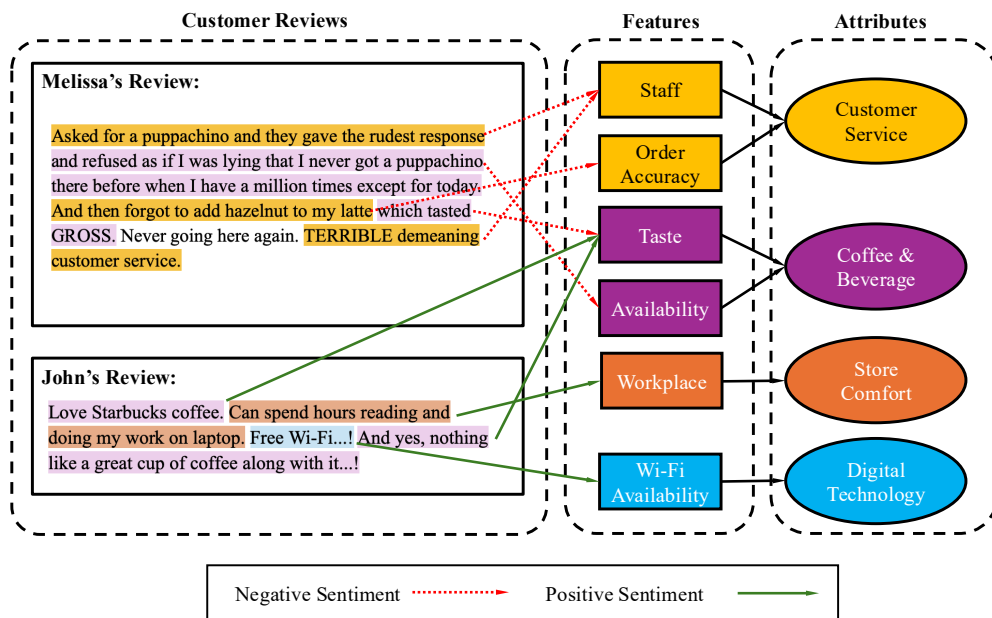 Customer Reviews
Features
Attributes
Melissa's Review:
Asked for a puppachino and they gave the rudest response
and refused as if I was lying that I never got a puppachino
there before when I have a million times except for today.
And then forgot to add hazelnut to my latte which tasted
GROSS. Never going here again. TERRIBLE demeaning
customer service.
John's Review:
Love Starbucks coffee. Can spend hours reading and
doing my work on laptop. Free Wi-Fi...! And yes, nothing
like a great cup of coffee along with it...!
Staff
Order
Accuracy
Taste
Availability
Workplace
Wi-Fi
Availability
Customer
Service
Coffee &
Beverage
Store
Comfort
Digital
Technology
Negative Sentiment
Positive Sentiment